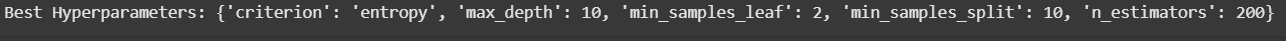 Best Hyperparameters: {'criterion': 'entropy', 'max_depth': 10, 'min_samples_leaf': 2, 'min_samples_split': 10, 'n_estimators': 200}